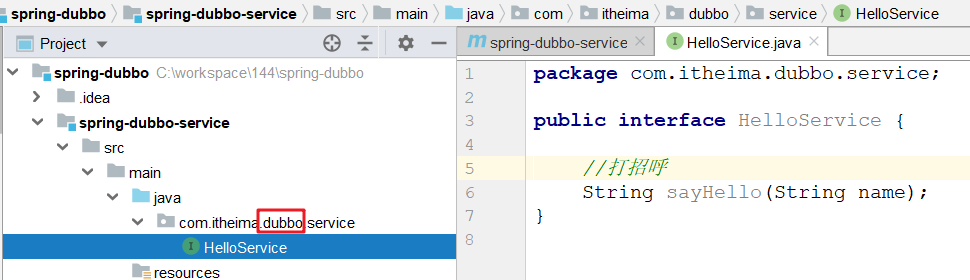 spring-dubbo spring-dubbo-service src main java com itheima dubbo service HelloService
Project
spring-dubbo C:\workspace\144\spring-dubbo
.idea
spring-dubbo-service
src
main
java
com.itheima.dubbo.service
HelloService
resources
spring-dubbo-service HelloService.java
1 package com.itheima.dubbo.service;
2
3 public interface HelloService {
4
5 //打招呼
6 String sayHello(String name);
7 }
8